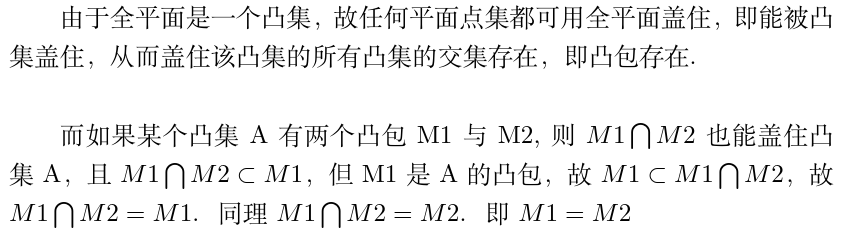 由于全平面是一个凸集，故任何平面点集都可用全平面盖住，即能被凸
集盖住，从而盖住该凸集的所有凸集的文集存在，即凸包存在.
而如果某个凸集 A 有两个凸包 M1 与 M2, 则 M1⋂M2 也能盖住凸
集 A，且 M1⋂M2 ⊂ M1，但 M1 是 A 的凸包，故 M1 ⊂ M1⋂M2，故
M1⋂M2 = M1. 同理 M1⋂M2 = M2. 即 M1 = M2